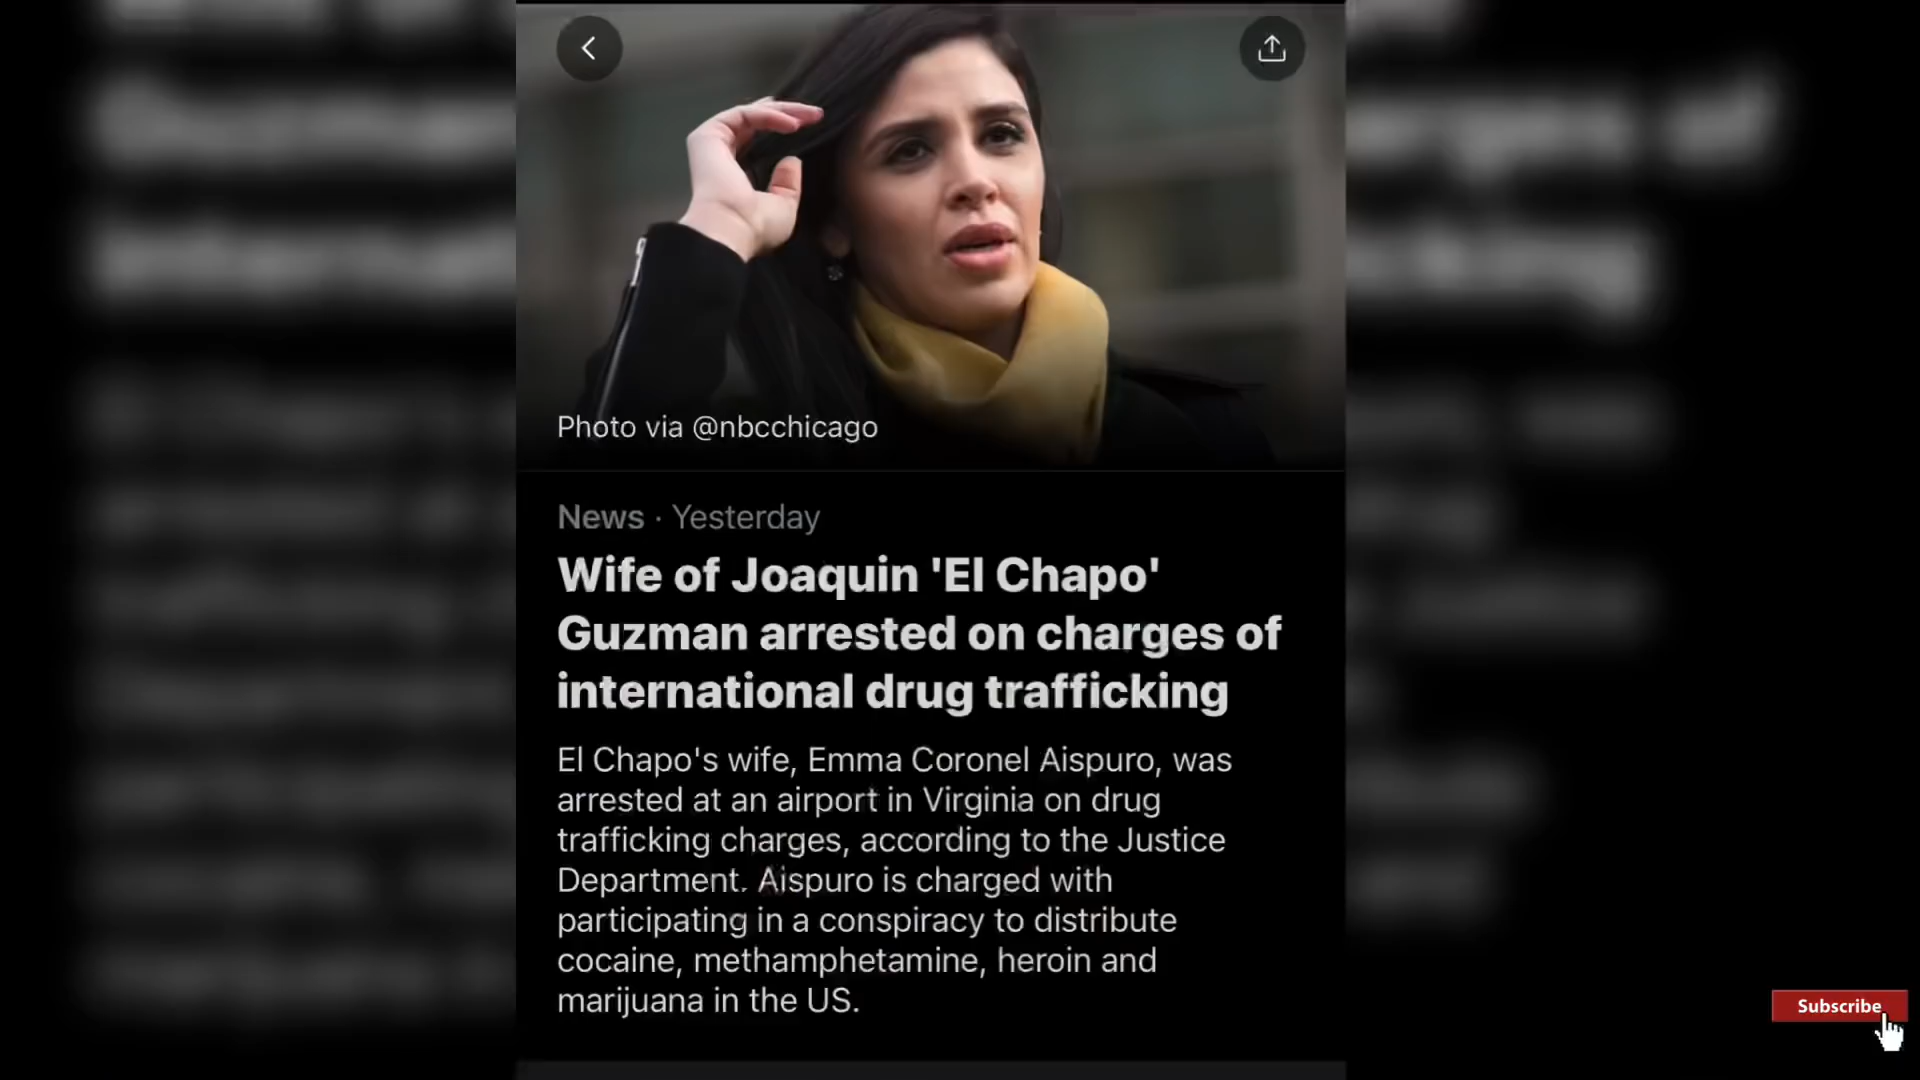 Photo via @nbcchicago
News · Yesterday
Wife of Joaquin 'El Chapo'
Guzman arrested on charges of
international drug trafficking
El Chapo's wife, Emma Coronel Aispuro, was
arrested at an airport in Virginia on drug
trafficking charges, according to the Justice
Department. Aispuro is charged with
participating in a conspiracy to distribute
cocaine, methamphetamine, heroin and
marijuana in the US.
Subscribe